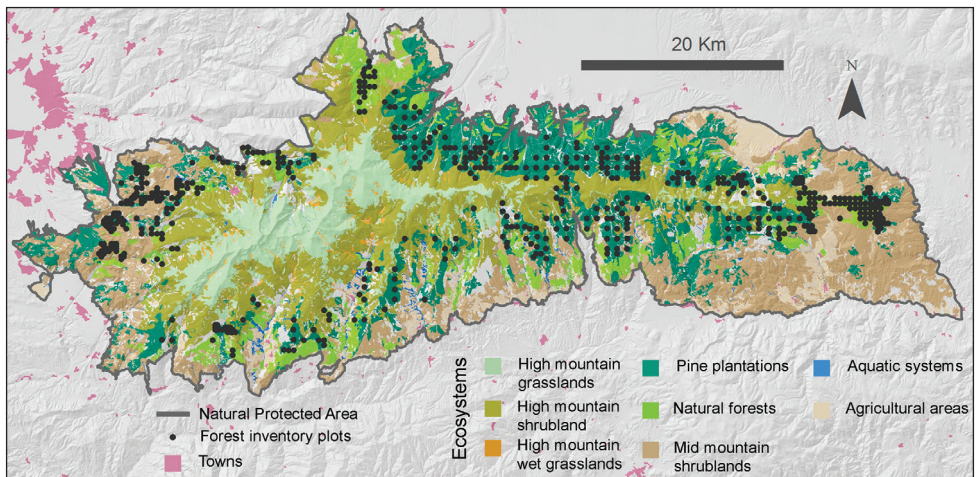 20 Km
N
Ecosystems
High mountain
grasslands
High mountain
shrubland
High mountain
wet grasslands
Pine plantations
Natural forests
Mid mountain
shrublands
Aquatic systems
Agricultural areas
Natural Protected Area
Forest inventory plots
Towns